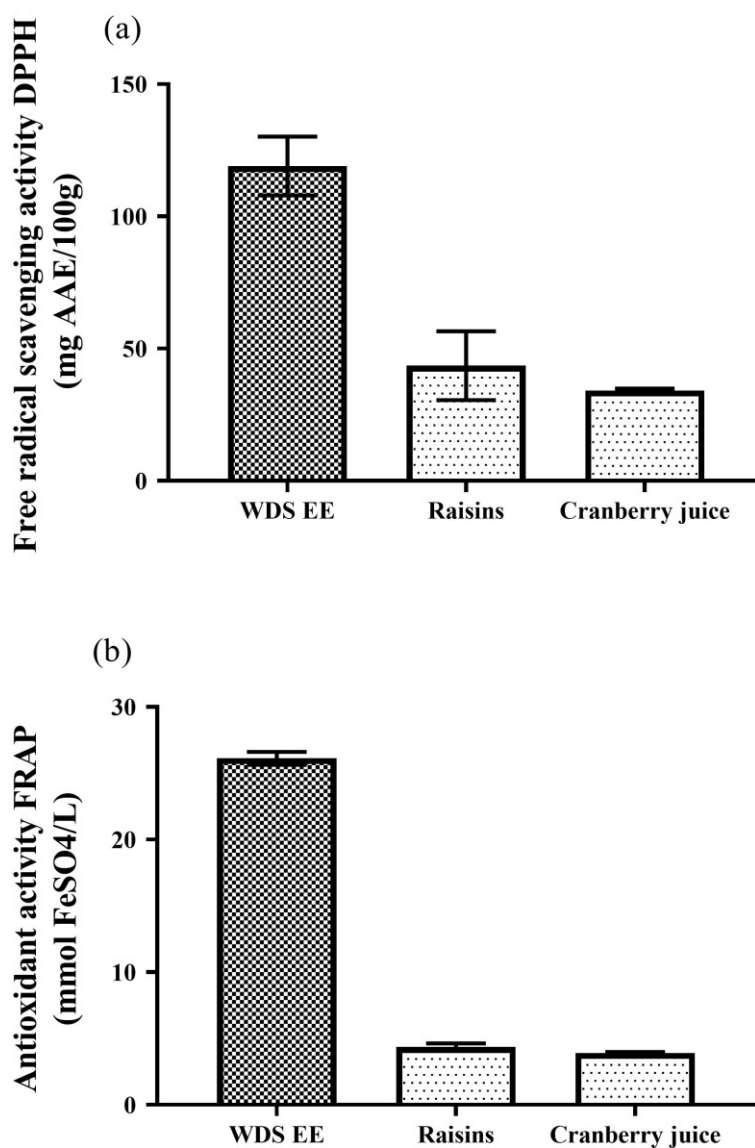 (a)
Free radical scavenging activity DPPH
(mg AAE/100g)
150
100
50
0
WDS EE
Raisins
Cranberry juice
(b)
Antioxidant activity FRAP
(mmol FeSO4/L)
30
20
10
0
WDS EE
Raisins
Cranberry juice